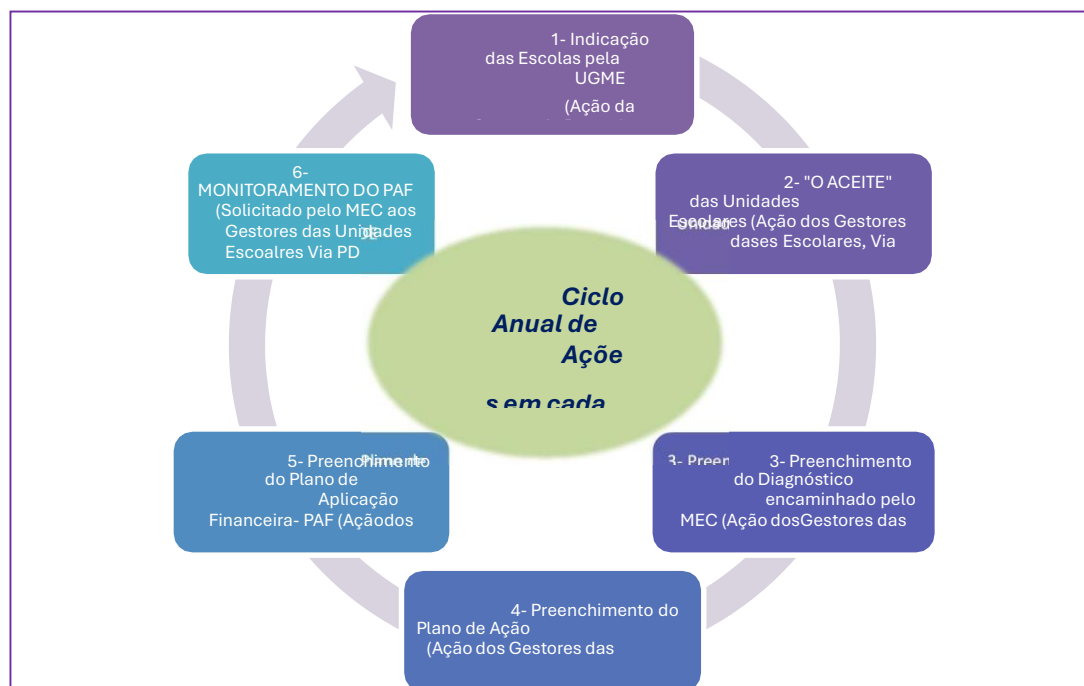 1- Indicação
das Escolas pela
UGME
(Ação da
2- "O ACEITE"
das Unidades
Escolares (Ação dos Gestores
dases Escolares, Via
3- Preenchimento
do Diagnóstico
encaminhado pelo
MEC (Ação dosGestores das
4- Preenchimento do
Plano de Ação
(Ação dos Gestores das
5- Preenchimento
do Plano de
Aplicação
Financeira- PAF (Açãodos
6-
MONITORAMENTO DO PAF
(Solicitado pelo MEC aos
Gestores das Unidades
Escoalres Via PD
Ciclo
Anual de
Açõe
s em cada